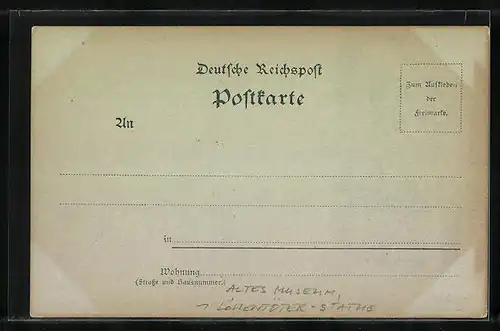 Deutsche Reichspost
Postkarte
Zum Aufkleben
der
Freimarke.
An
in
Wohnung
(Straße und Hausnummer.)
ALTES MUSEUM,
LÖWENTÖTER-STATUE